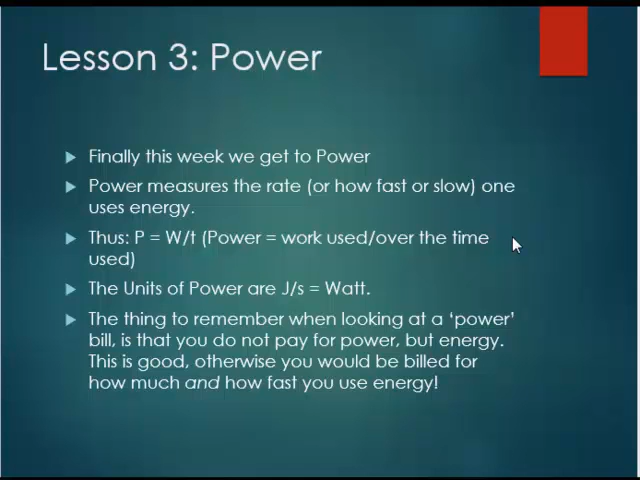 Lesson 3: Power
Finally this week we get to Power
Power measures the rate (or how fast or slow) one
uses energy.
Thus: P = W/t (Power = work used/over the time
used)
The Units of Power are J/s = Watt.
The thing to remember when looking at a ‘power’
bill, is that you do not pay for power, but energy.
This is good, otherwise you would be billed for
how much and how fast you use energy!